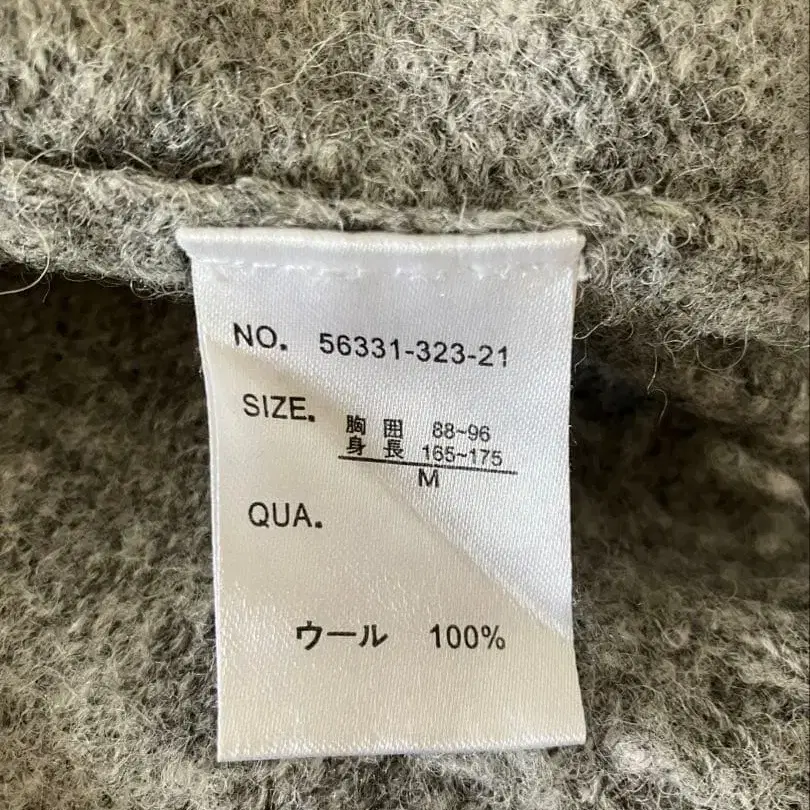 NO. 56331-323-21
SIZE. 胸囲 88~96
身長 165~175
M
QUA.
ウール 100%